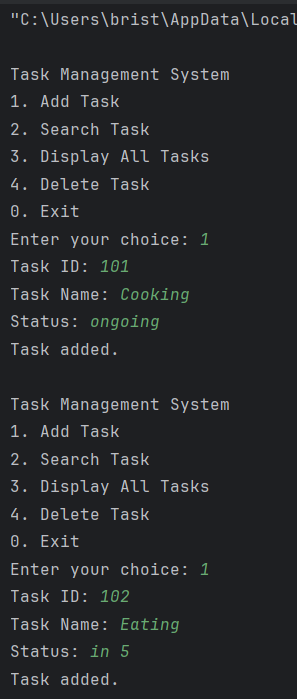 "C:\Users\brist\AppData\Local
Task Management System
1. Add Task
2. Search Task
3. Display All Tasks
4. Delete Task
0. Exit
Enter your choice: 1
Task ID: 101
Task Name: Cooking
Status: ongoing
Task added.
Task Management System
1. Add Task
2. Search Task
3. Display All Tasks
4. Delete Task
0. Exit
Enter your choice: 1
Task ID: 102
Task Name: Eating
Status: in 5
Task added.